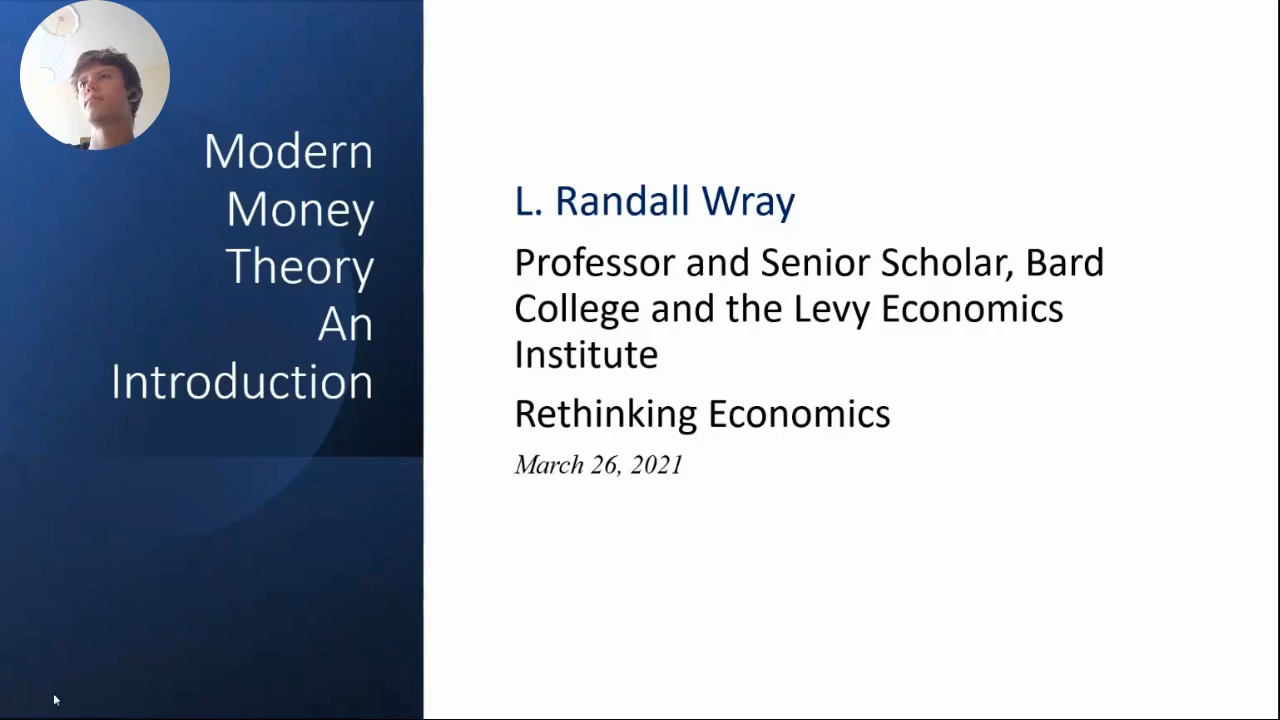 Modern
Money
Theory
An
Introduction
L. Randall Wray
Professor and Senior Scholar, Bard
College and the Levy Economics
Institute
Rethinking Economics
March 26, 2021